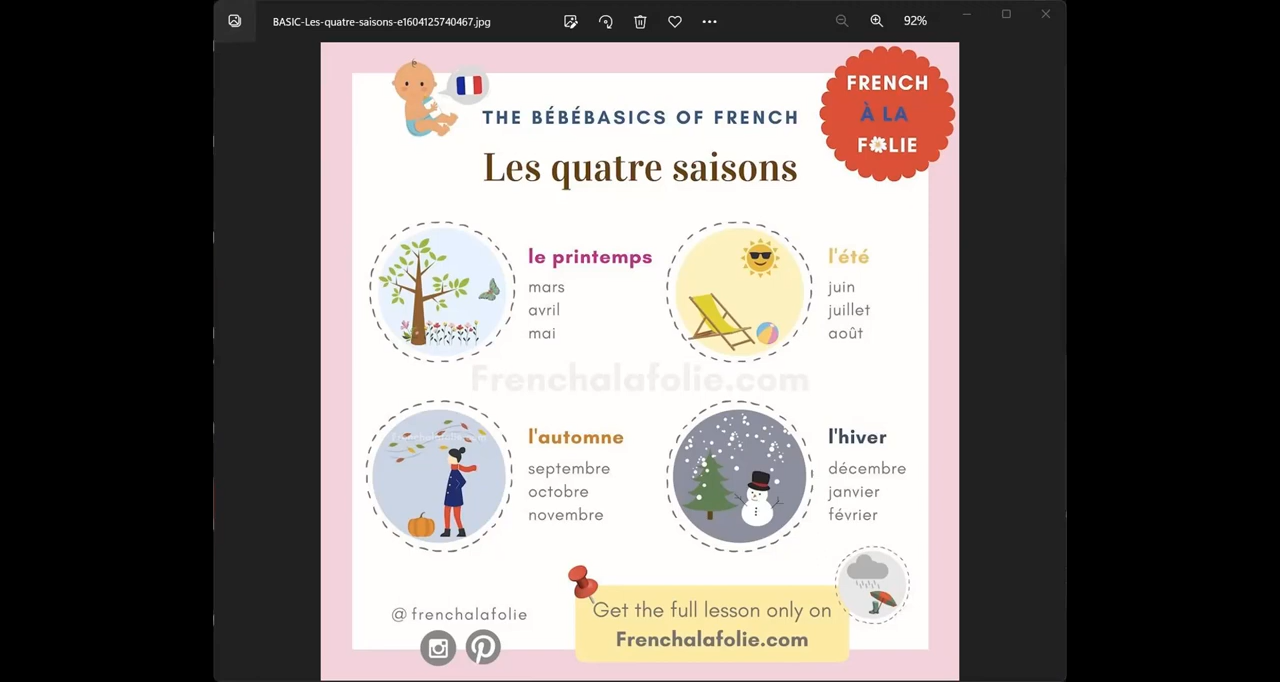 BASIC-Les-quatre-saisons-e1604125740467.jpg
92%
FRENCH
À LA
FOLIE
THE BÉBÉBASICS OF FRENCH
Les quatre saisons
le printemps
mars
avril
mai
l'été
juin
juillet
août
Frenchalafolie.com
l'automne
septembre
octobre
novembre
l'hiver
décembre
janvier
février
@frenchalafolie
Get the full lesson only on
Frenchalafolie.com